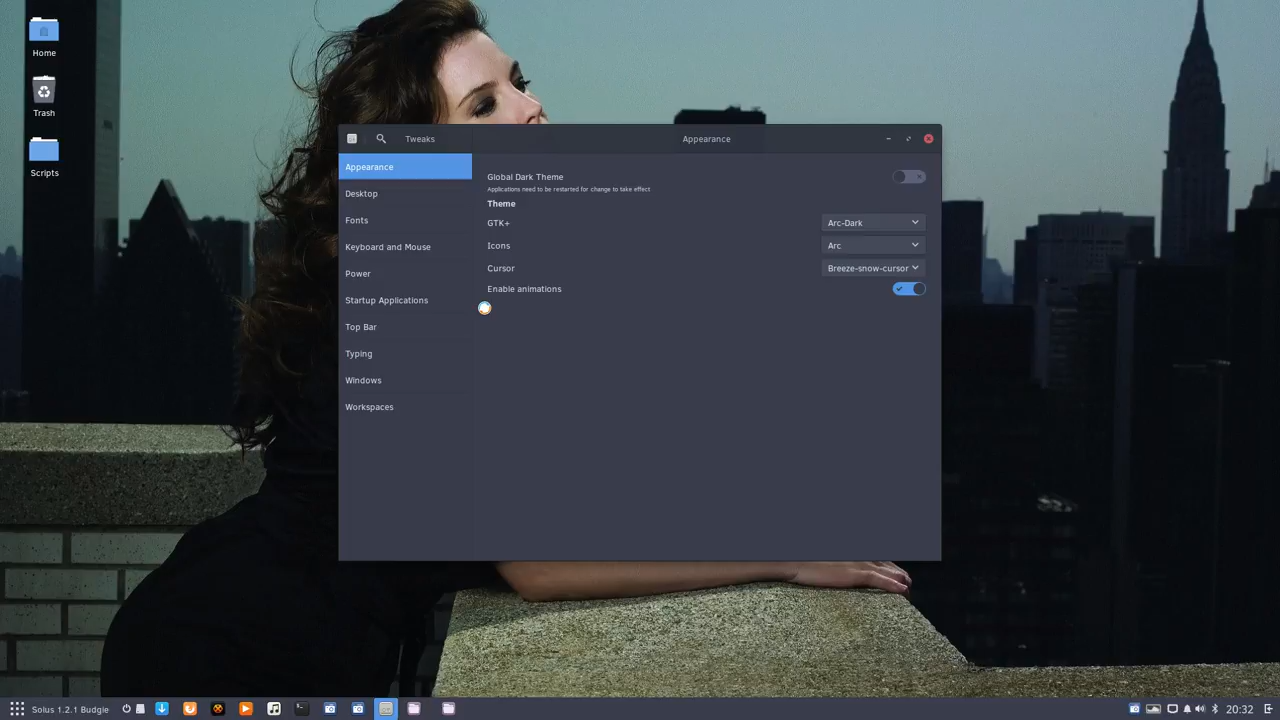 Home
Trash
Scripts
Tweaks
Appearance
Appearance
Desktop
Fonts
Keyboard and Mouse
Power
Startup Applications
Top Bar
Typing
Windows
Workspaces
Global Dark Theme
Applications need to be restarted for change to take effect
Theme
GTK+ Arc-Dark
Icons Arc
Cursor Breeze-snow-cursor
Enable animations
Solus 1.2.1 Budgie
20:32